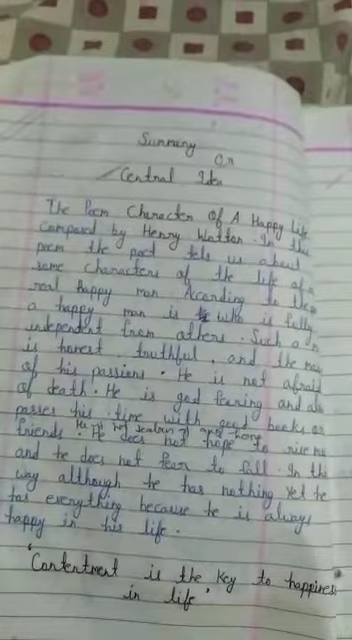 Summary
Or
Central Idea
The Poem Character Of A Happy Life
composed by Henry Wotton. In this
poem the poet tells us about
some characters of the life of a
real happy man According to
a happy man is who is fully
independent from others. Such a
is honest, truthful, and the
of his passions. He is not afraid
of death. He is god fearing and
passes his time with good books or
He is not jealous of
friends. He does not hope to rise
and he does not fear to fall. In this
way although he has nothing yet he
has everything because he is always
happy in his life.
"Contentment is the key to happiness
in life"